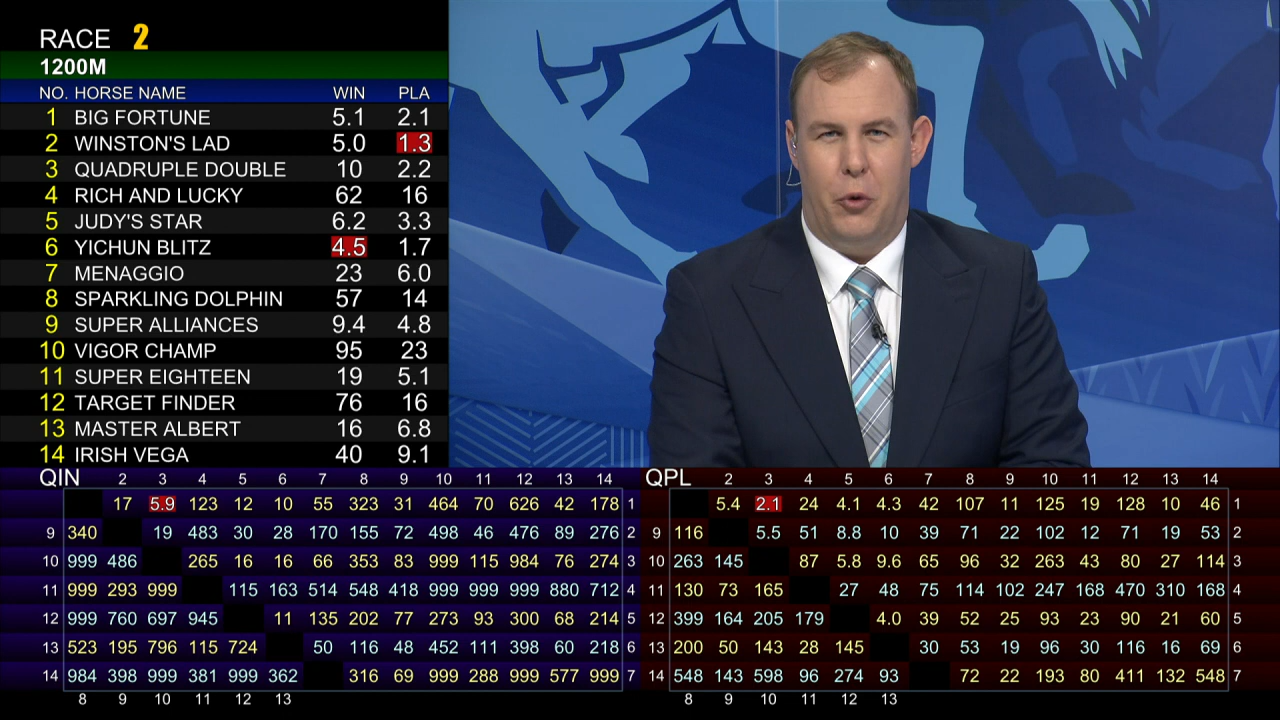 RACE 2
1200M
NO. HORSE NAME WIN PLA
1 BIG FORTUNE 5.1 2.1
2 WINSTON'S LAD 5.0 1.3
3 QUADRUPLE DOUBLE 10 2.2
4 RICH AND LUCKY 62 16
5 JUDY'S STAR 6.2 3.3
6 YICHUN BLITZ 4.5 1.7
7 MENAGGIO 23 6.0
8 SPARKLING DOLPHIN 57 14
9 SUPER ALLIANCES 9.4 4.8
10 VIGOR CHAMP 95 23
11 SUPER EIGHTEEN 19 5.1
12 TARGET FINDER 76 16
13 MASTER ALBERT 16 6.8
14 IRISH VEGA 40 9.1
QIN 2 3 4 5 6 7 8 9 10 11 12 13 14
17 5.9 123 12 10 55 323 31 464 70 626 42 178 1
9 340 19 483 30 28 170 155 72 498 46 476 89 276 2
10 999 486 265 16 16 66 353 83 999 115 984 76 274 3
11 999 293 999 115 163 514 548 418 999 999 999 880 712 4
12 999 760 697 945 11 135 202 77 273 93 300 68 214 5
13 523 195 796 115 724 50 116 48 452 111 398 60 218 6
14 984 398 999 381 999 362 316 69 999 288 999 577 999 7
8 9 10 11 12 13
QPL 2 3 4 5 6 7 8 9 10 11 12 13 14
5.4 2.1 24 4.1 4.3 42 107 11 125 19 128 10 46 1
9 116 5.5 51 8.8 10 39 71 22 102 12 71 19 53 2
10 263 145 87 5.8 9.6 65 96 32 263 43 80 27 114 3
11 130 73 165 27 48 75 114 102 247 168 470 310 168 4
12 399 164 205 179 4.0 39 52 25 93 23 90 21 60 5
13 200 50 143 28 145 30 53 19 96 30 116 16 69 6
14 548 143 598 96 274 93 72 22 193 80 411 132 548 7
8 9 10 11 12 13